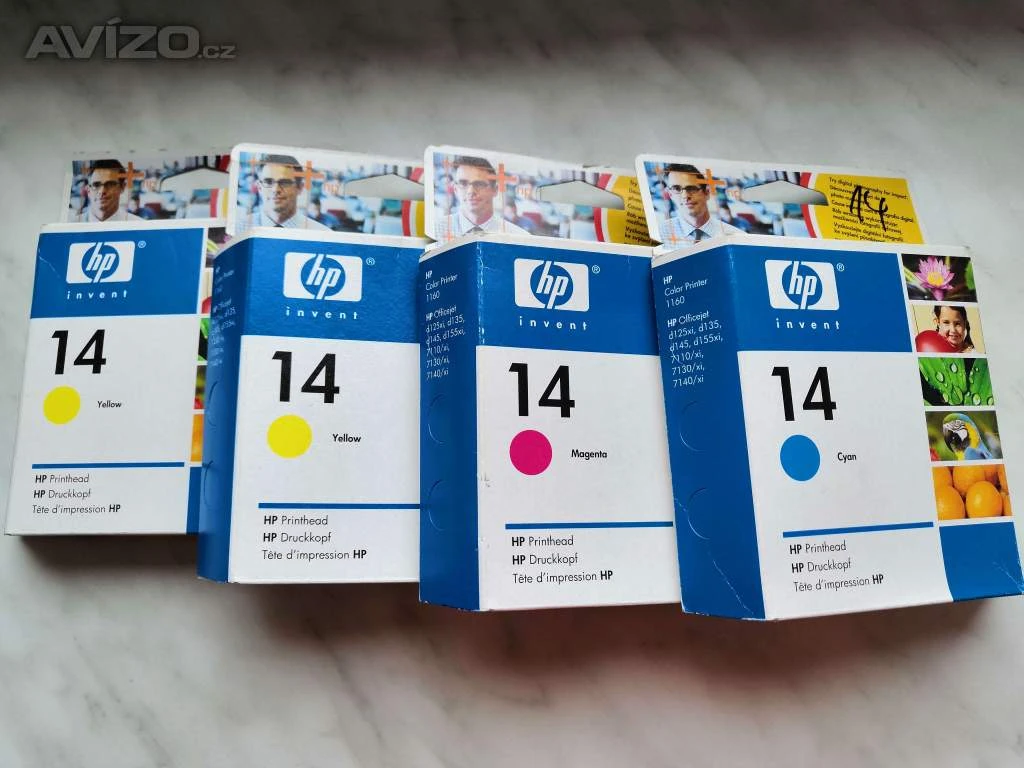 AVÍZO.cz
hp
invent
14
Yellow
HP Printhead
HP Druckkopf
Tête d'impression HP
hp ®
invent
14
Yellow
HP Printhead
HP Druckkopf
Tête d'impression HP
HP
Color Printer
1160
HP Officejet
d125xi, d135,
d145, d155xi,
7110/xi,
7130/xi,
7140/xi
hp ®
invent
14
Magenta
HP Printhead
HP Druckkopf
Tête d'impression HP
14
HP
Color Printer
1160
HP Officejet
d125xi, d135,
d145, d155xi,
7110/xi,
7130/xi,
7140/xi
hp ®
invent
14
Cyan
HP Printhead
HP Druckkopf
Tête d'impression HP